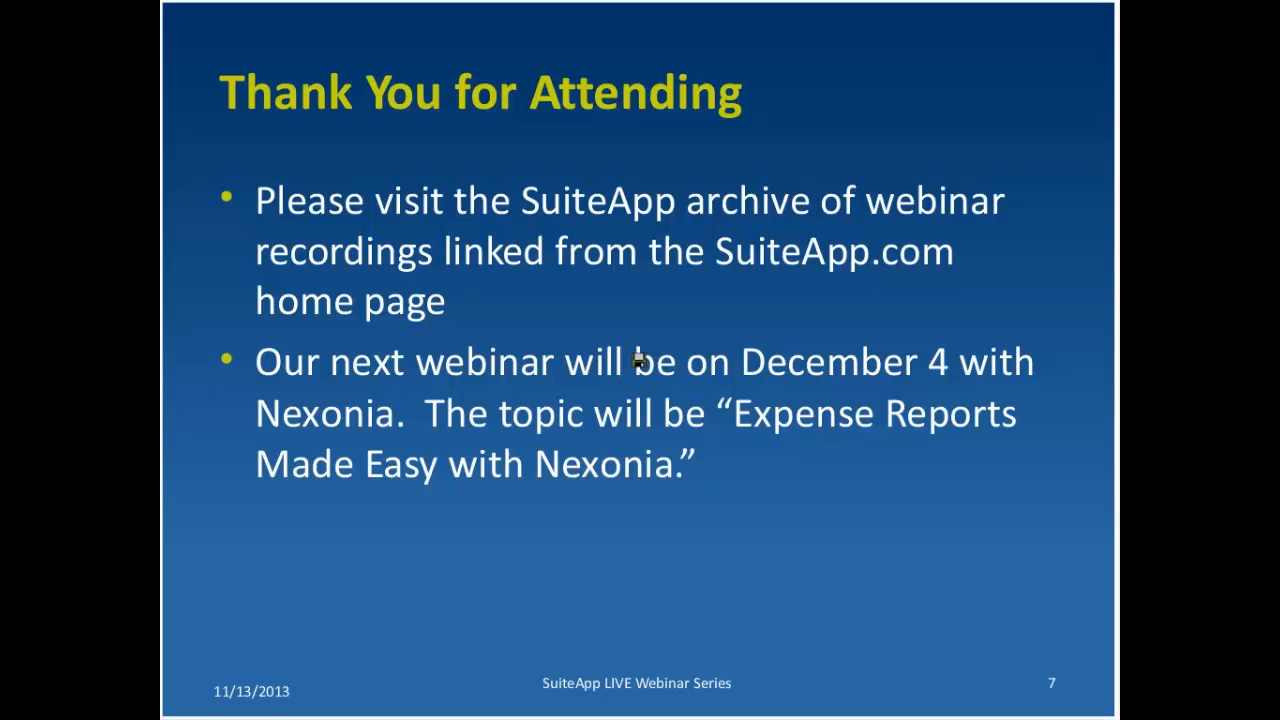 Thank You for Attending
• Please visit the SuiteApp archive of webinar
recordings linked from the SuiteApp.com
home page
• Our next webinar will be on December 4 with
Nexonia.  The topic will be “Expense Reports
Made Easy with Nexonia.”
11/13/2013
SuiteApp LIVE Webinar Series
7